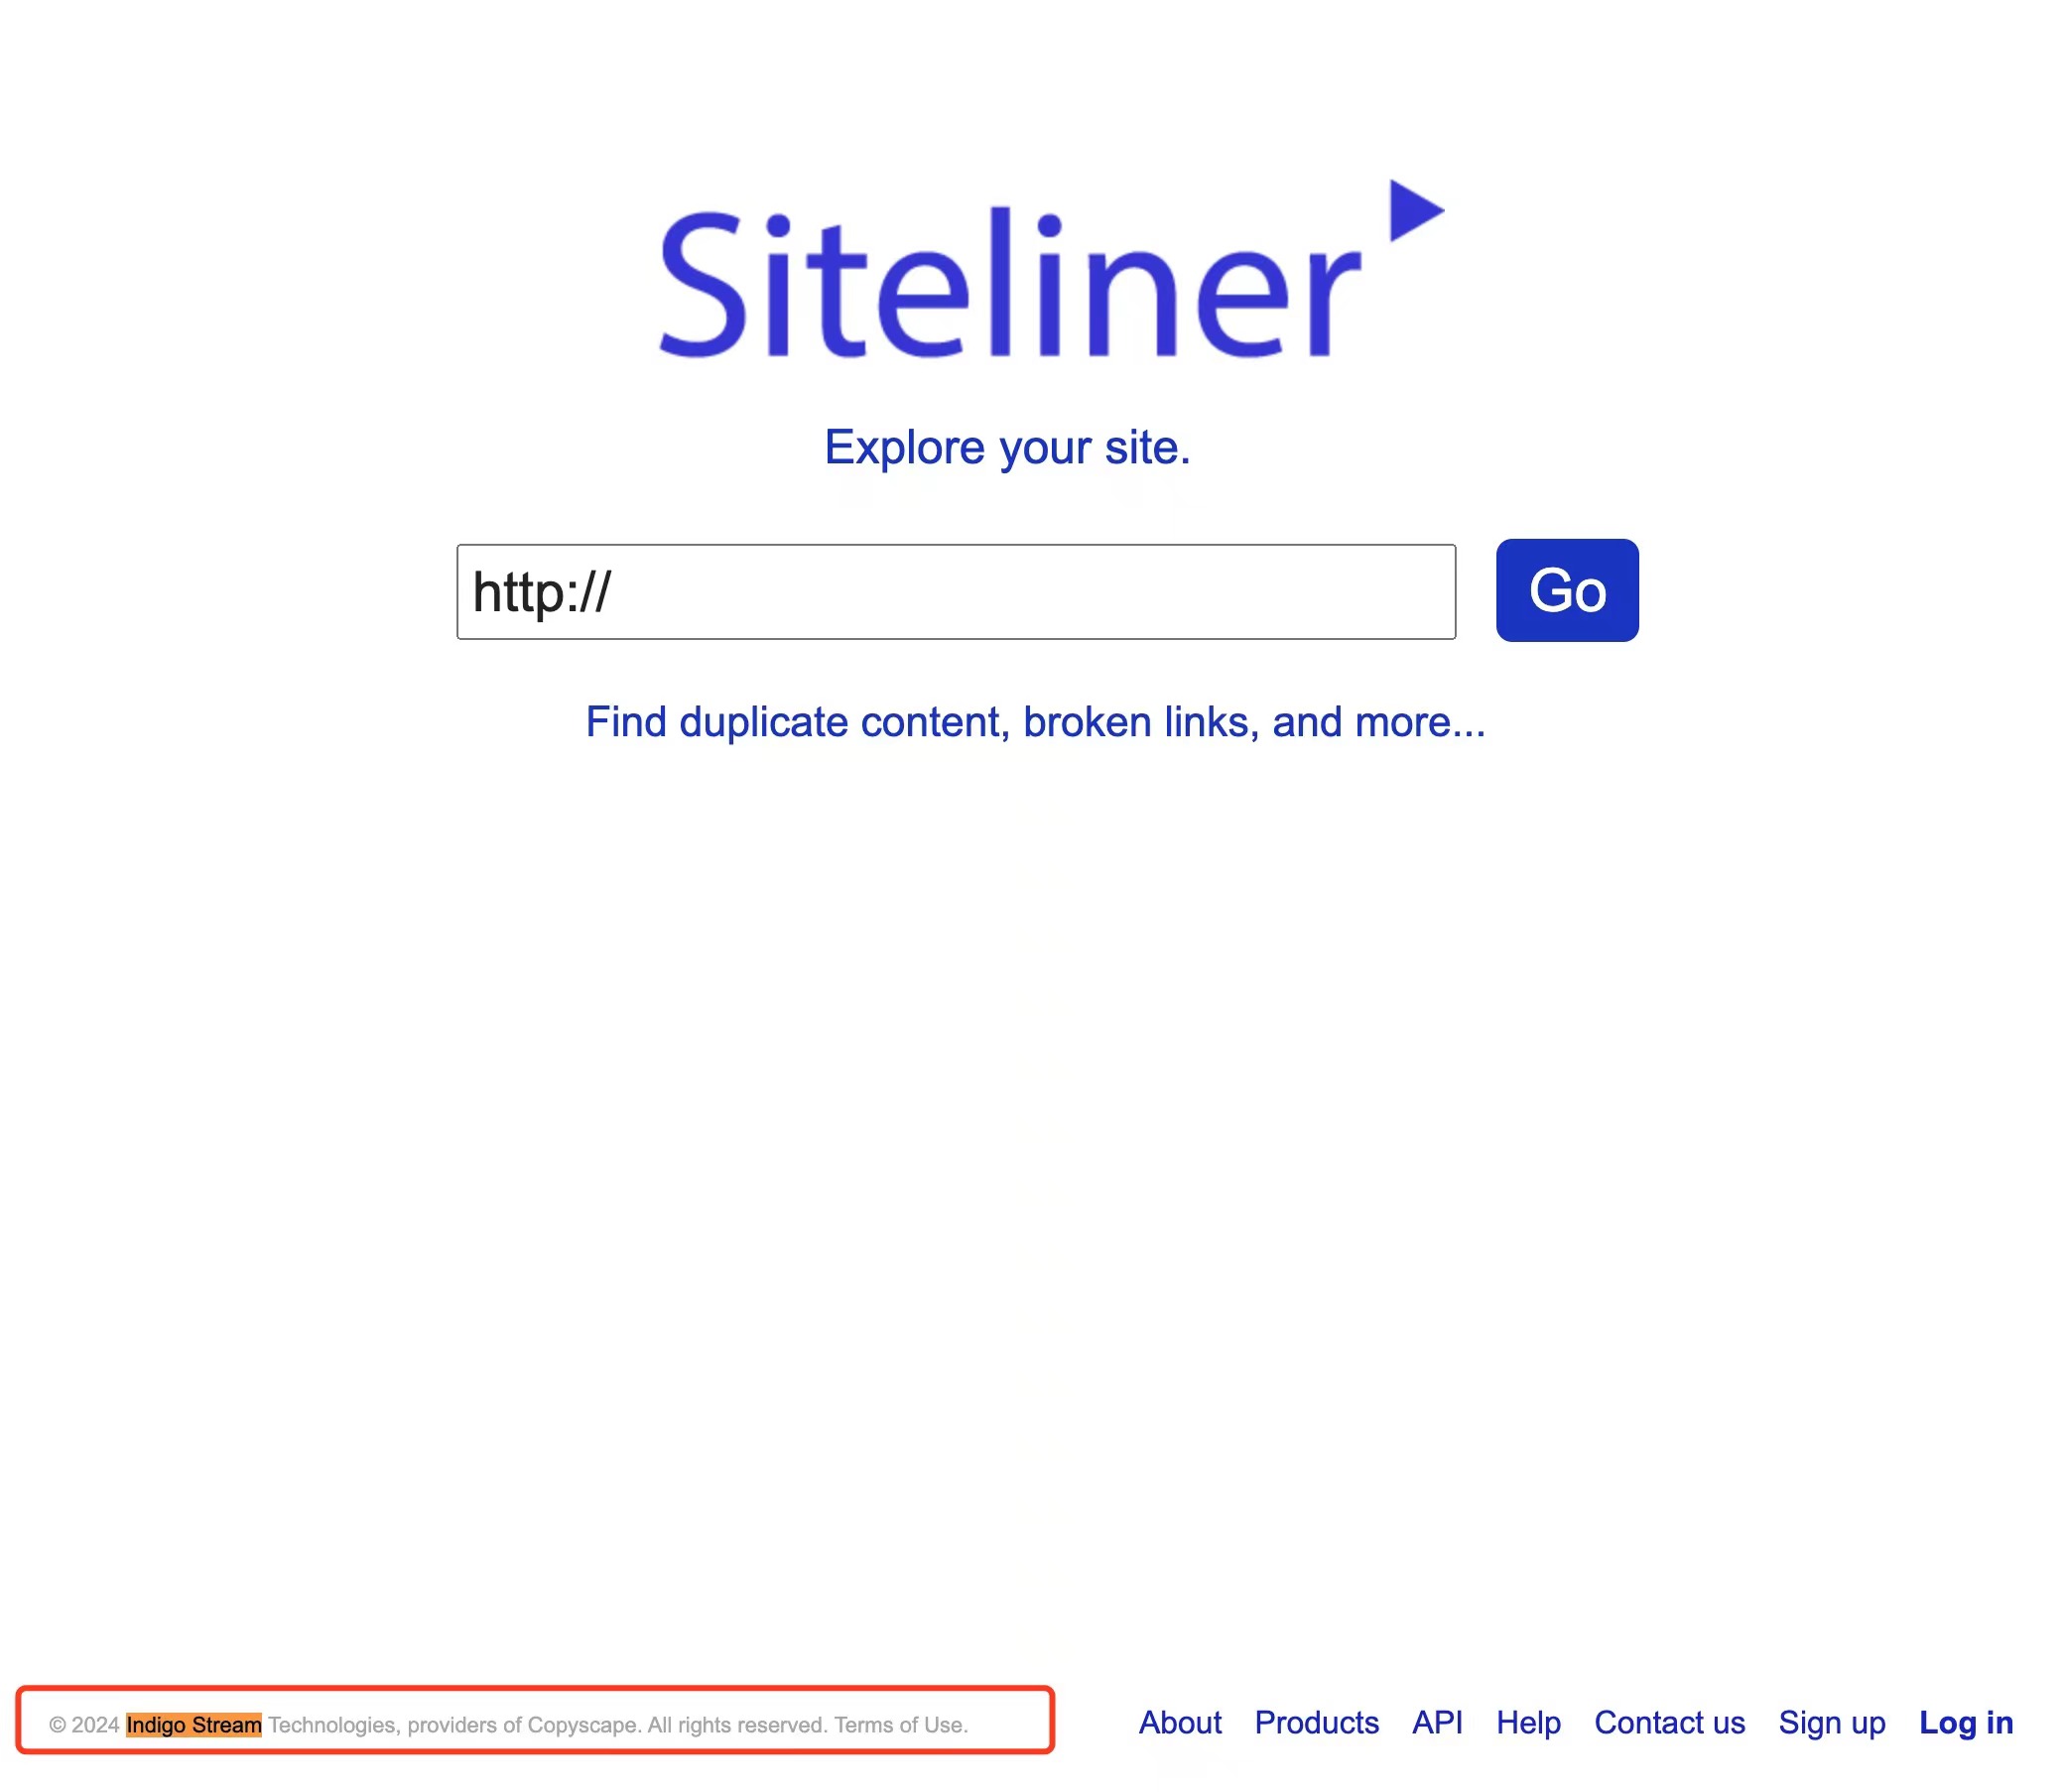 Siteliner
Explore your site.
http://
Go
Find duplicate content, broken links, and more...
© 2024 Indigo Stream Technologies, providers of Copyscape. All rights reserved. Terms of Use.
About Products API Help Contact us Sign up Log in